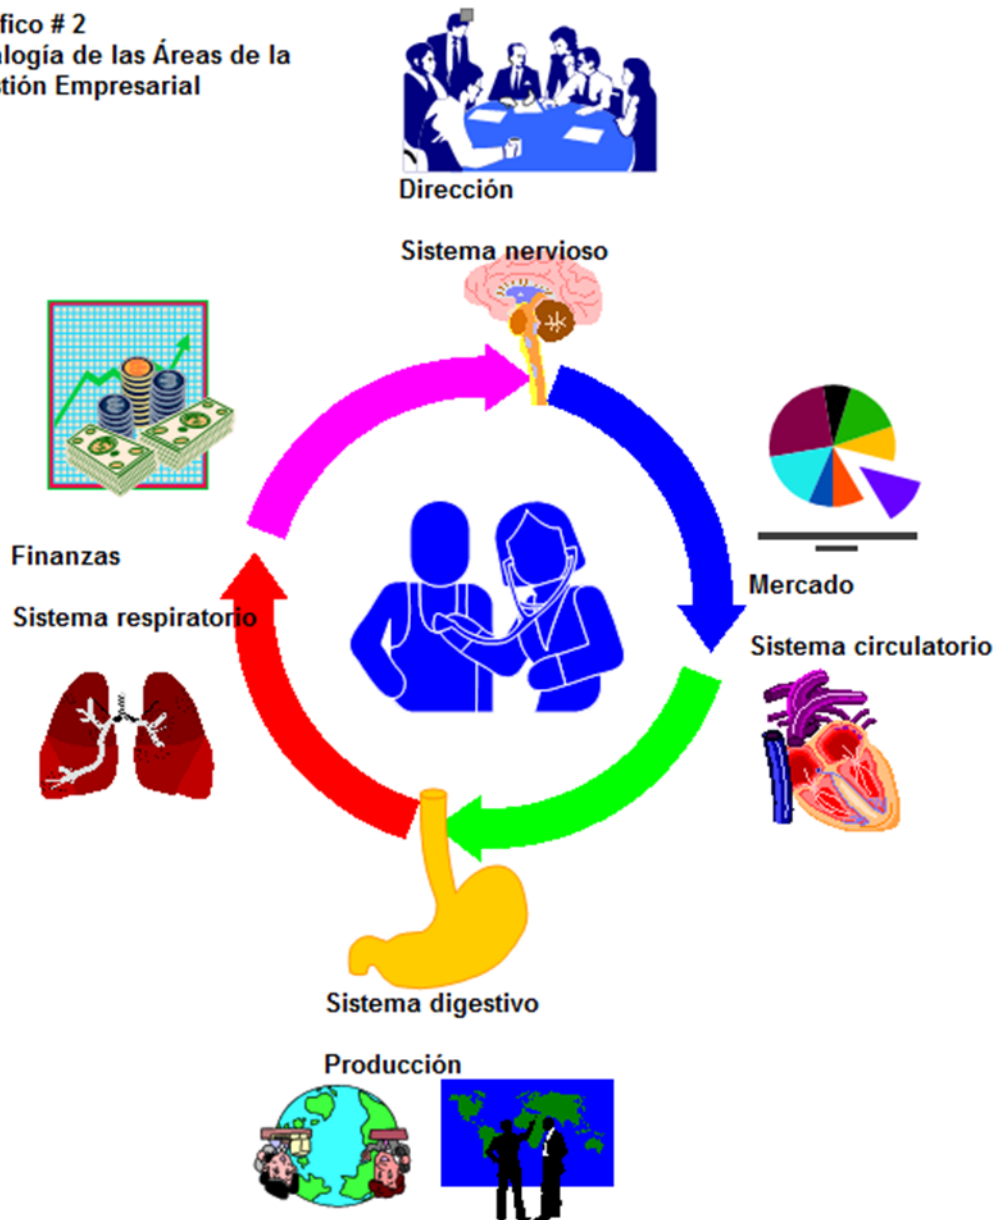 fico # 2
alogía de las Áreas de la
stión Empresarial
Dirección
Sistema nervioso
Finanzas
Sistema respiratorio
Mercado
Sistema circulatorio
Sistema digestivo
Producción